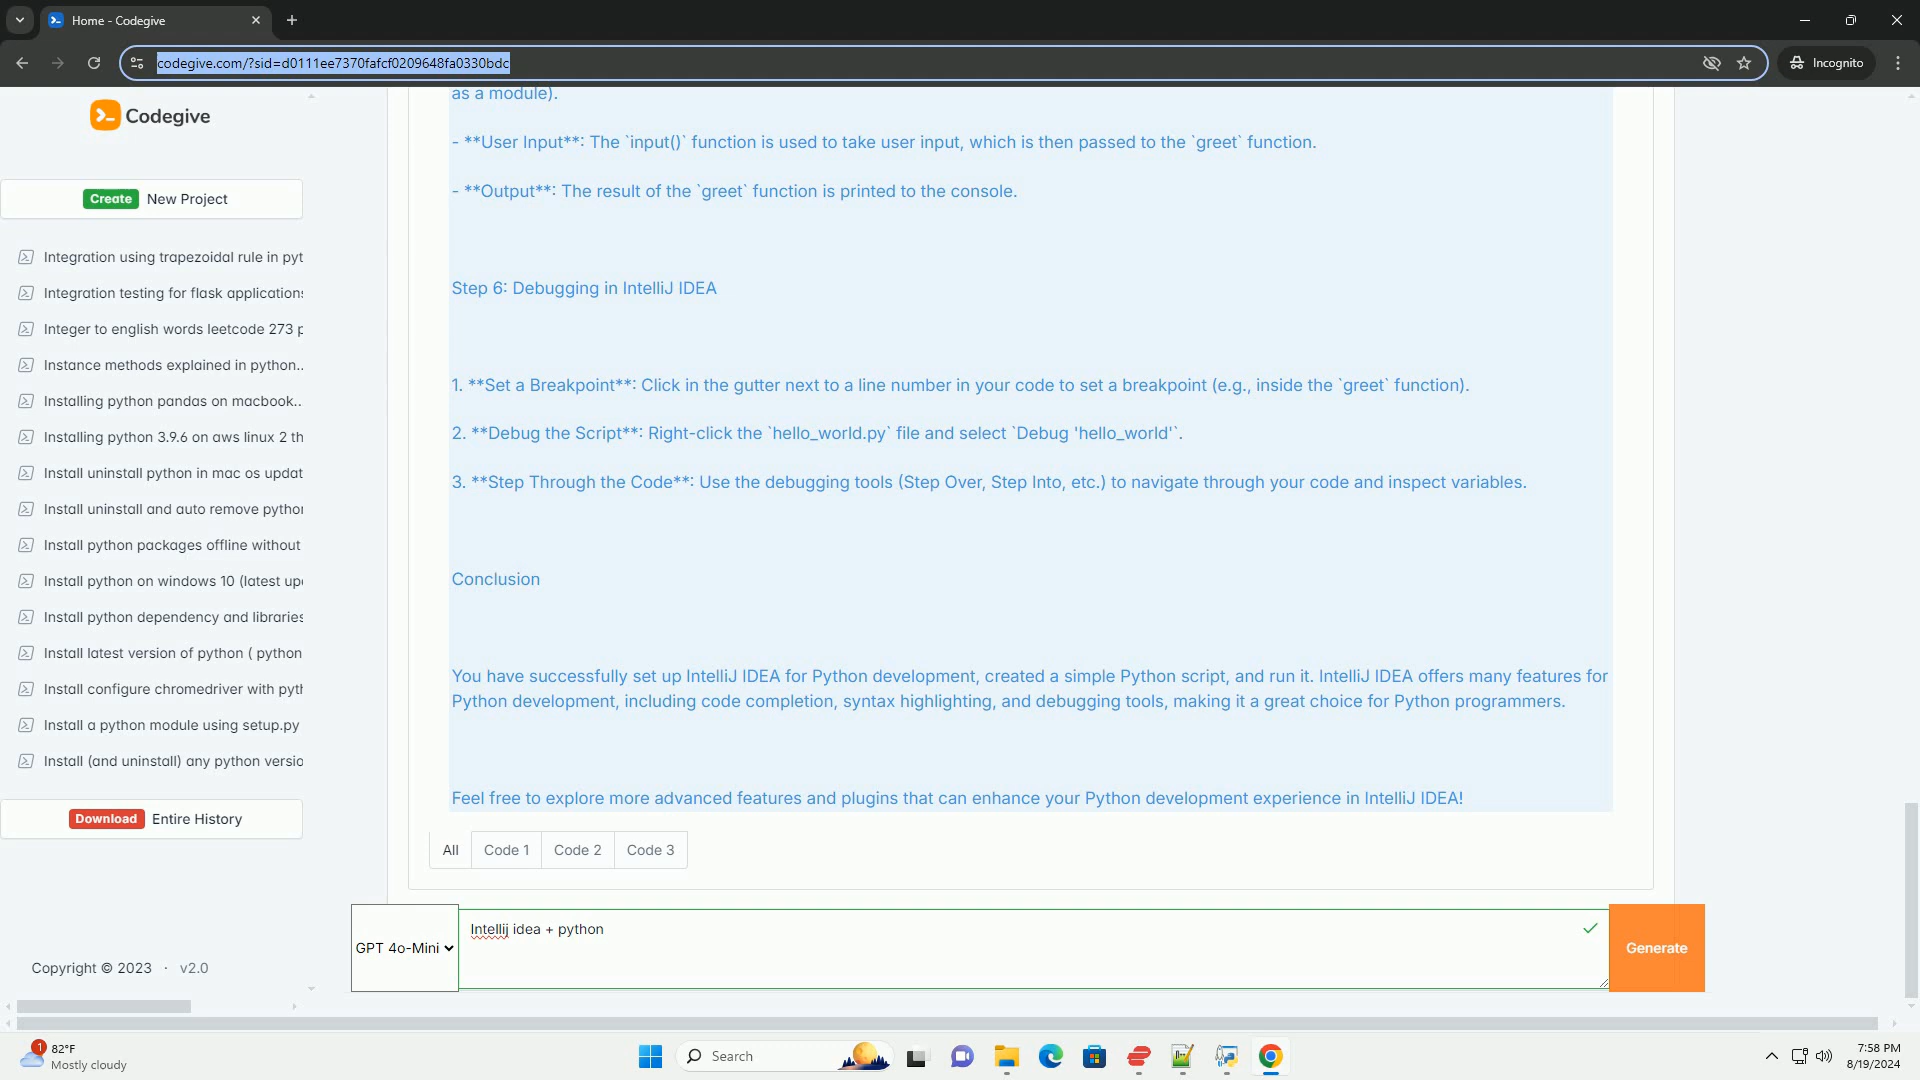 Home - Codegive
codegive.com/?sid=d0111ee7370fafcf0209648fa0330bdc
Incognito
Codegive
Create New Project
Integration using trapezoidal rule in pyt
Integration testing for flask applications
Integer to english words leetcode 273 p
Instance methods explained in python..
Installing python pandas on macbook..
Installing python 3.9.6 on aws linux 2 th
Install uninstall python in mac os updat
Install uninstall and auto remove python
Install python packages offline without
Install python on windows 10 (latest upd
Install python dependency and libraries
Install latest version of python ( python
Install configure chromedriver with pyth
Install a python module using setup.py
Install (and uninstall) any python versio
Download Entire History
Copyright © 2023 · v2.0
as a module).
- **User Input**: The `input()` function is used to take user input, which is then passed to the `greet` function.
- **Output**: The result of the `greet` function is printed to the console.
Step 6: Debugging in IntelliJ IDEA
1. **Set a Breakpoint**: Click in the gutter next to a line number in your code to set a breakpoint (e.g., inside the `greet` function).
2. **Debug the Script**: Right-click the `hello_world.py` file and select `Debug 'hello_world'`.
3. **Step Through the Code**: Use the debugging tools (Step Over, Step Into, etc.) to navigate through your code and inspect variables.
Conclusion
You have successfully set up IntelliJ IDEA for Python development, created a simple Python script, and run it. IntelliJ IDEA offers many features for
Python development, including code completion, syntax highlighting, and debugging tools, making it a great choice for Python programmers.
Feel free to explore more advanced features and plugins that can enhance your Python development experience in IntelliJ IDEA!
All Code 1 Code 2 Code 3
GPT 4o-Mini
Intellij idea + python
Generate
1
82°F
Mostly cloudy
Search
7:58 PM
8/19/2024